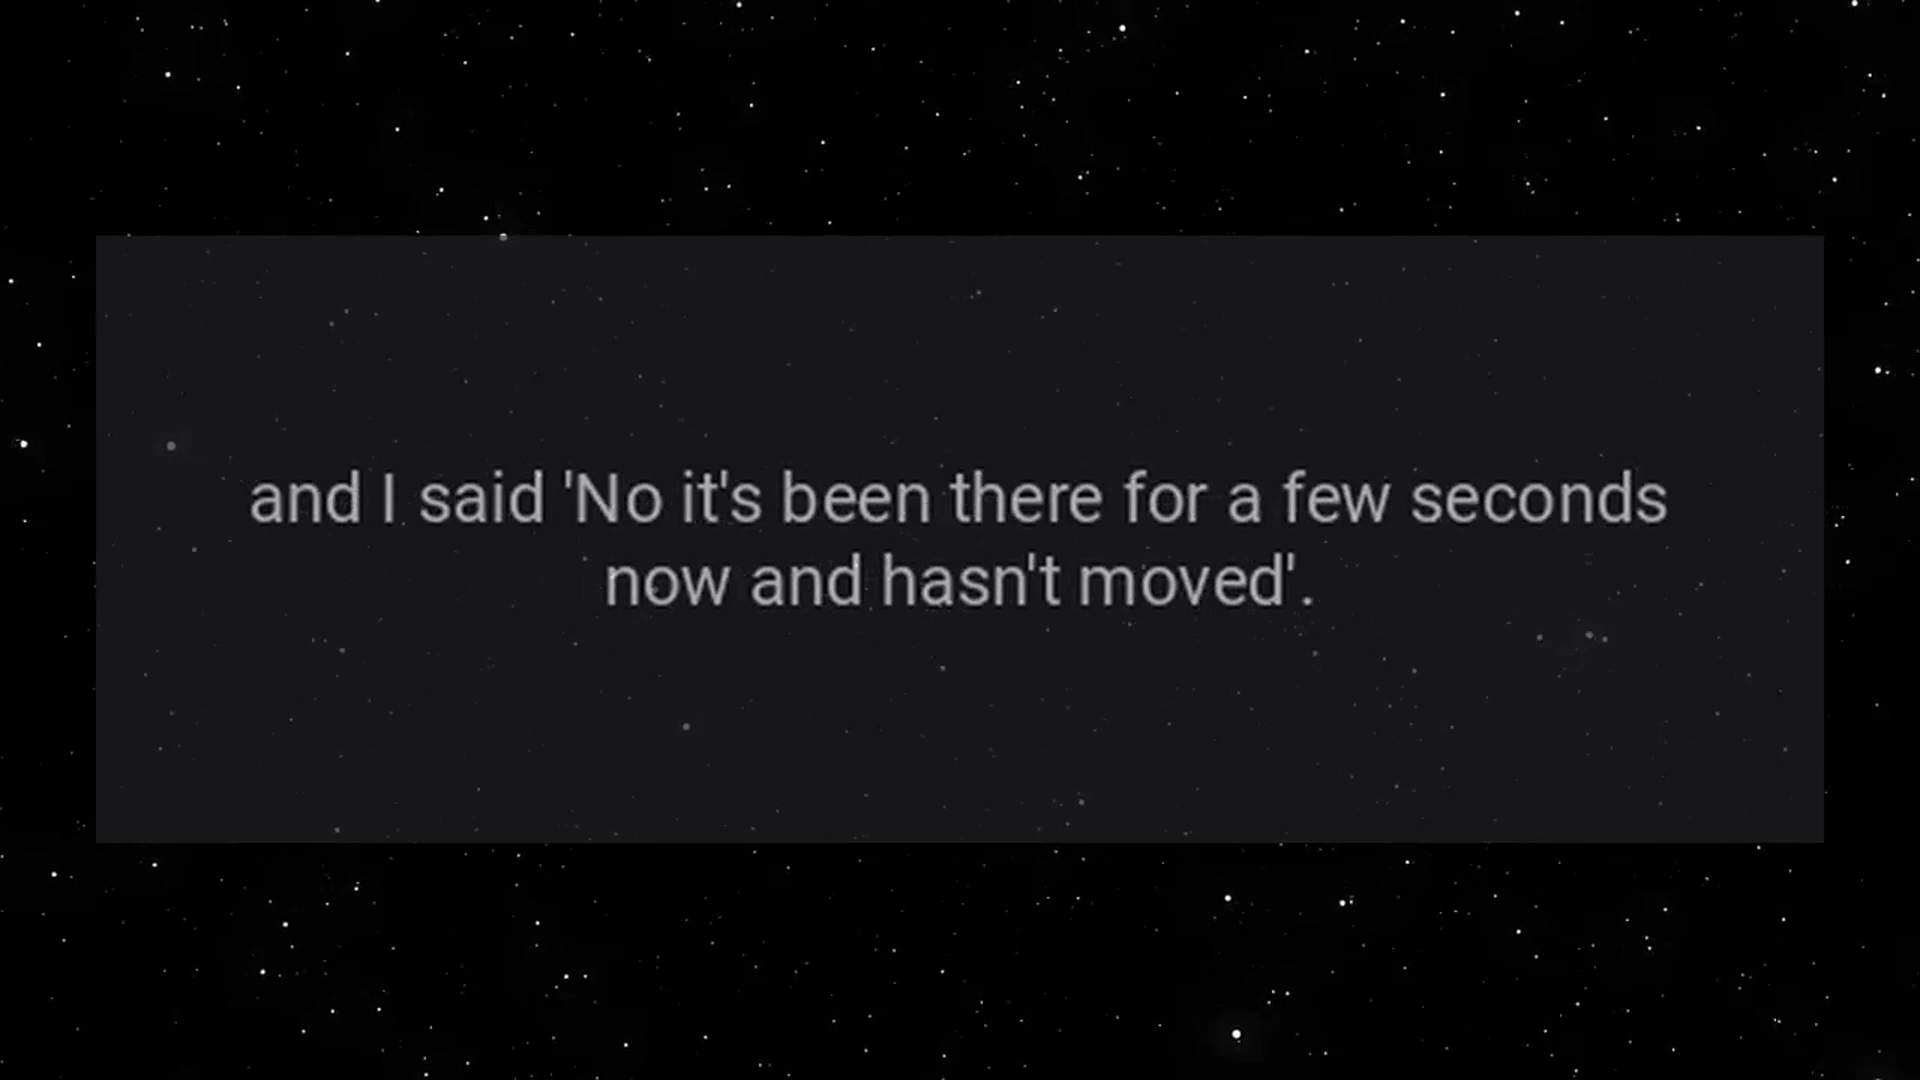 and I said 'No it's been there for a few seconds
now and hasn't moved'.